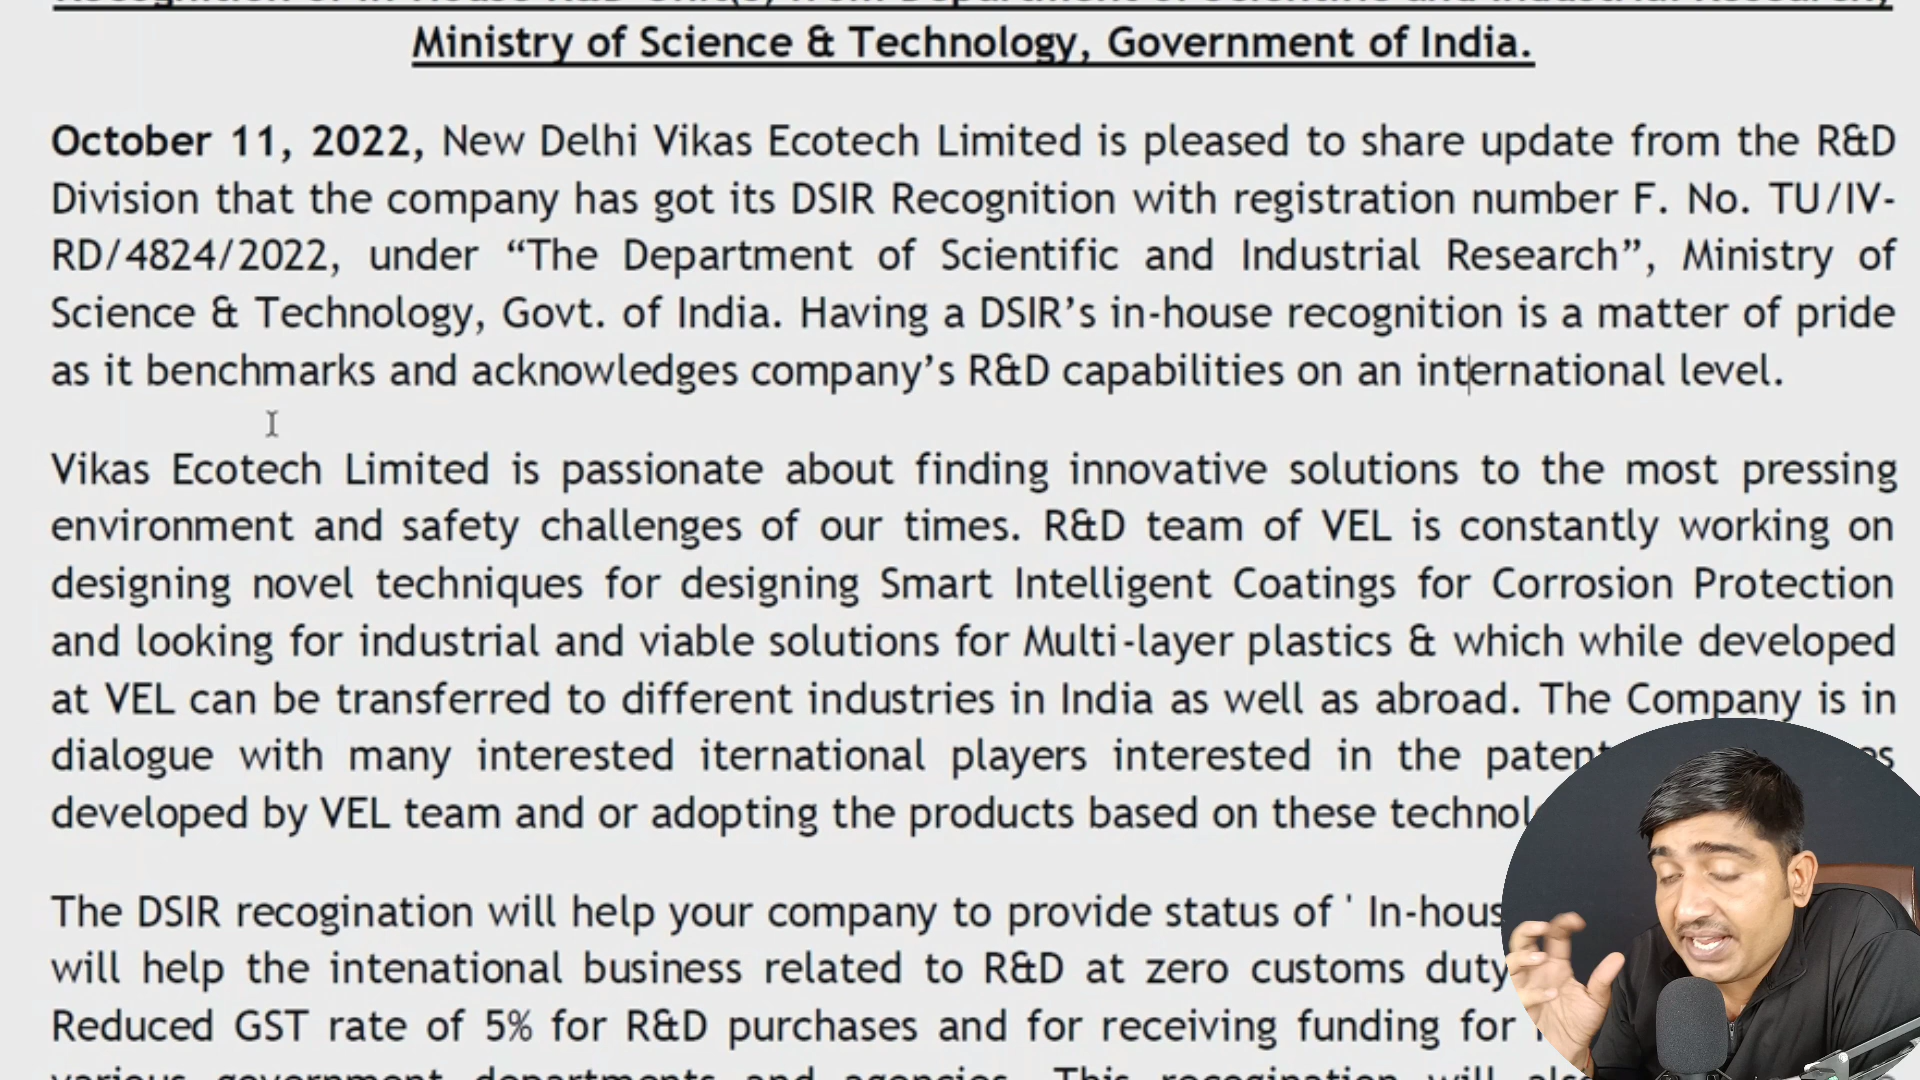 Ministry of Science & Technology, Government of India.
October 11, 2022, New Delhi Vikas Ecotech Limited is pleased to share update from the R&D
Division that the company has got its DSIR Recognition with registration number F. No. TU/IV-
RD/4824/2022, under “The Department of Scientific and Industrial Research”, Ministry of
Science & Technology, Govt. of India. Having a DSIR’s in-house recognition is a matter of pride
as it benchmarks and acknowledges company’s R&D capabilities on an international level.
Vikas Ecotech Limited is passionate about finding innovative solutions to the most pressing
environment and safety challenges of our times. R&D team of VEL is constantly working on
designing novel techniques for designing Smart Intelligent Coatings for Corrosion Protection
and looking for industrial and viable solutions for Multi-layer plastics & which while developed
at VEL can be transferred to different industries in India as well as abroad. The Company is in
dialogue with many interested iternational players interested in the
developed by VEL team and or adopting the products based on these
The DSIR recogination will help your company to provide status of '
will help the intenational business related to R&D at zero customs duty
Reduced GST rate of 5% for R&D purchases and for receiving funding for
various government departments and agencies. This recogination will